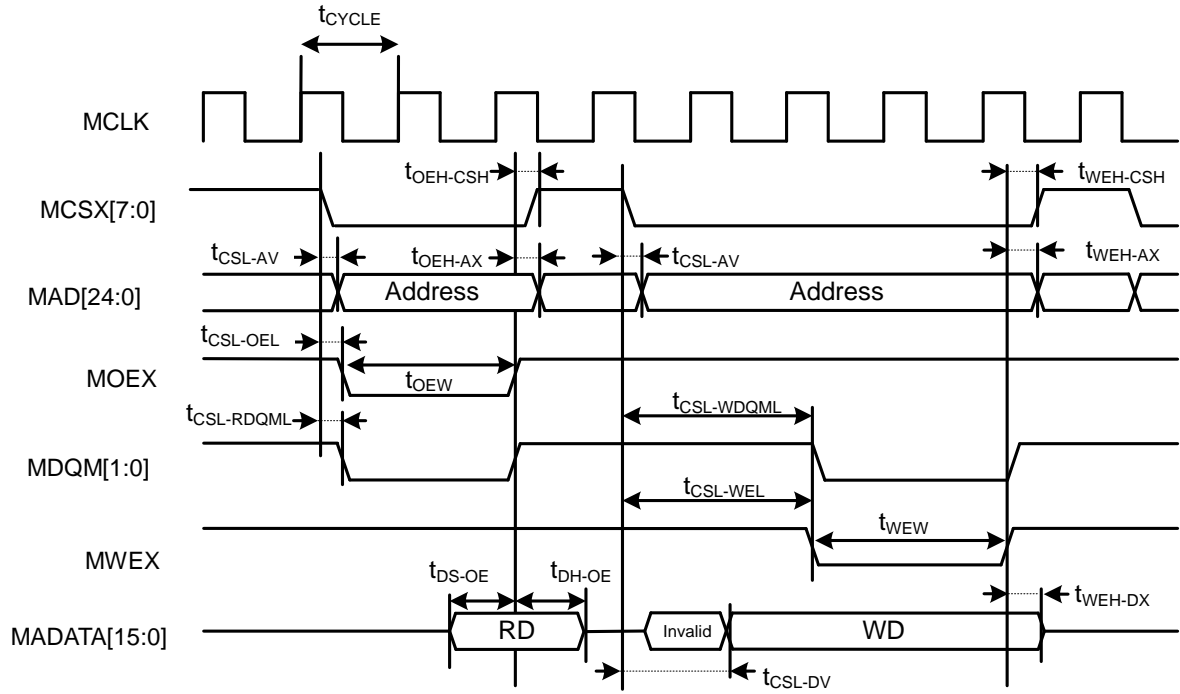 tCYCLE
MCLK
tOEH-CSH
tWEH-CSH
MCSX[7:0]
tCSL-AV
tOEH-AX
tCSL-AV
tWEH-AX
MAD[24:0]
Address
Address
tCSL-OEL
MOEX
tOEW
tCSL-RDQML
tCSL-WDQML
MDQM[1:0]
tCSL-WEL
tWEW
MWEX
tDS-OE
tDH-OE
tWEH-DX
MADATA[15:0]
RD
Invalid
WD
tCSL-DV